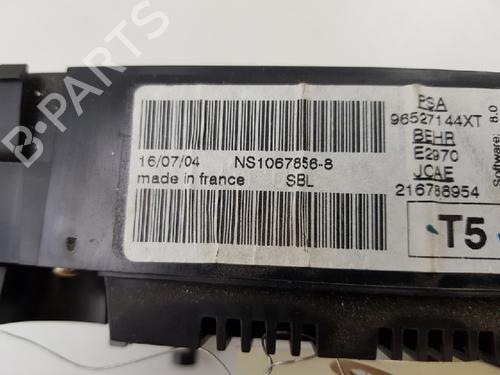 B-PARTS
16/07/04 NS1067856-8
made in france SBL
PSA
96527144XT
BEHR
E2970
JCAE
216788954
T5
Software: 8.0